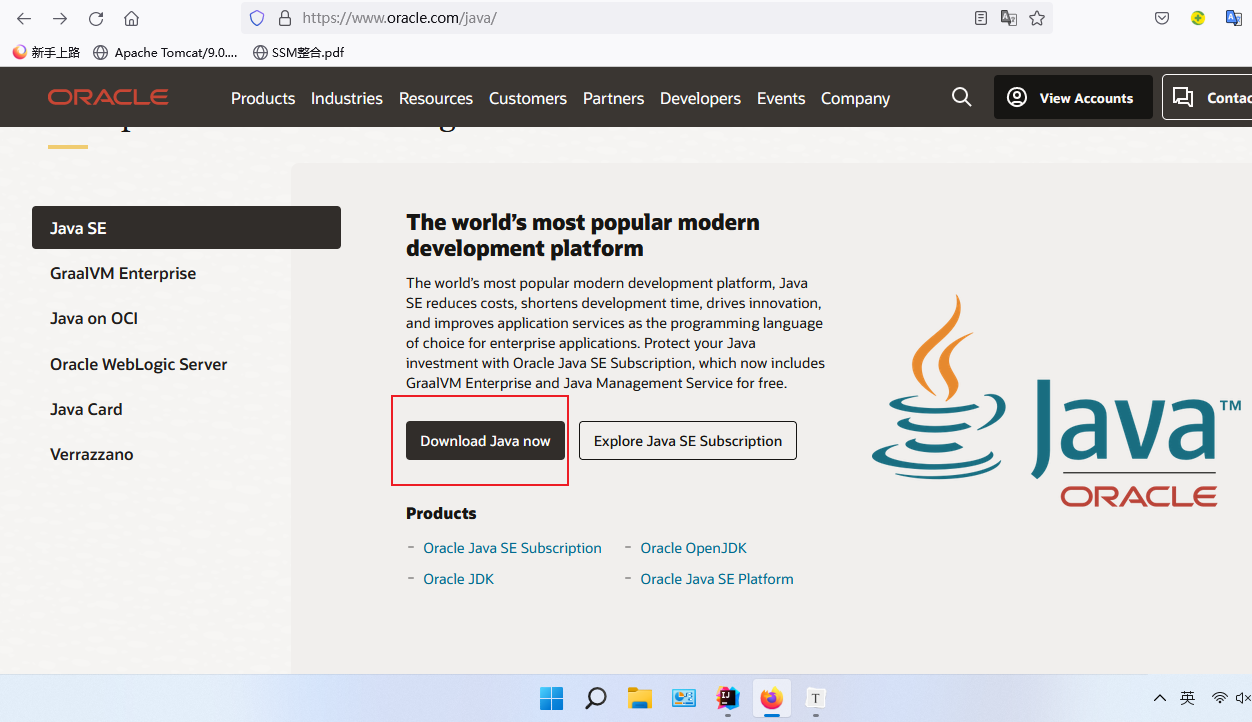 https://www.oracle.com/java/
新手上路 Apache Tomcat/9.0.... SSM整合.pdf
ORACLE Products Industries Resources Customers Partners Developers Events Company View Accounts Contac
Java SE
GraalVM Enterprise
Java on OCI
Oracle WebLogic Server
Java Card
Verrazzano
The world’s most popular modern
development platform
The world’s most popular modern development platform, Java
SE reduces costs, shortens development time, drives innovation,
and improves application services as the programming language
of choice for enterprise applications. Protect your Java
investment with Oracle Java SE Subscription, which now includes
GraalVM Enterprise and Java Management Service for free.
Download Java now Explore Java SE Subscription
Products
- Oracle Java SE Subscription - Oracle OpenJDK
- Oracle JDK - Oracle Java SE Platform
Java™
ORACLE
IJ T 英